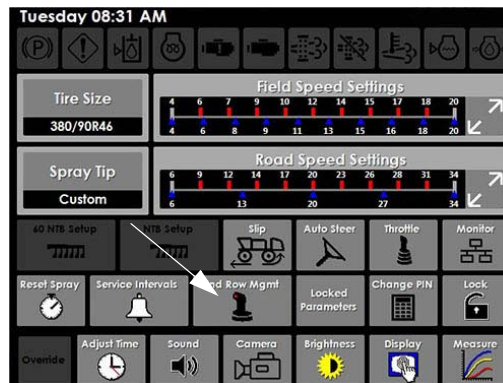 Tuesday 08:31 AM
Tire Size
380/90R46
Field Speed Settings
4 6 7 9 10 12 14 15 17 18 20
4 6 8 9 11 13 15 16 18 20
Spray Tip
Custom
Road Speed Settings
6 9 12 14 17 20 23 26 28 31 34
6 13 20 27 34
60 NTB Setup
NTB Setup
Slip
Auto Steer
Throttle
Monitor
Reset Spray
Service Intervals
nd Row Mgmt
Locked
Parameters
Change PIN
Lock
Override
Adjust Time
Sound
Camera
Brightness
Display
Measure